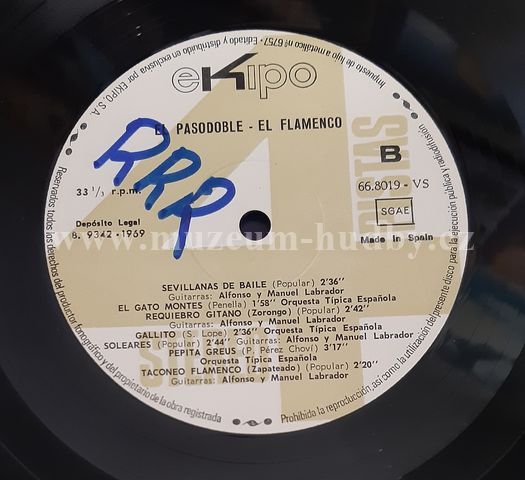 Reservados todos los derechos del productor fonográfico y del propietario de la obra registrada
Editado y distribuido en exclusiva por EKIPO, S.A.
Impuesto de lujo a metálico n.º 6757
Prohibida la reproducción, así como la utilización de este disco para la ejecución pública y radiodifusión
eKipo
EL PASODOBLE - EL FLAMENCO
RRR
B
33 1/3 r.p.m.
66.8019 - VS
SGAE
Depósito Legal
B. 9342 - 1969
Made in Spain
4
PISTAS
www.muzeum-hudby.cz
SEVILLANAS DE BAILE (Popular) 2'36''
Guitarras: Alfonso y Manuel Labrador
EL GATO MONTES (Penella) 1'58'' Orquesta Típica Española
REQUIEBRO GITANO (Zorongo) (Popular) 2'42''
Guitarras: Alfonso y Manuel Labrador
GALLITO (S. Lope) 2'36'' Orquesta Típica Española
SOLEARES (Popular) 2'44'' Guitarras: Alfonso y Manuel Labrador
PEPITA GREUS (P. Pérez Chovi) 3'17''
Orquesta Típica Española
TACONEO FLAMENCO (Zapateado) (Popular) 2'20''
Guitarras: Alfonso y Manuel Labrador